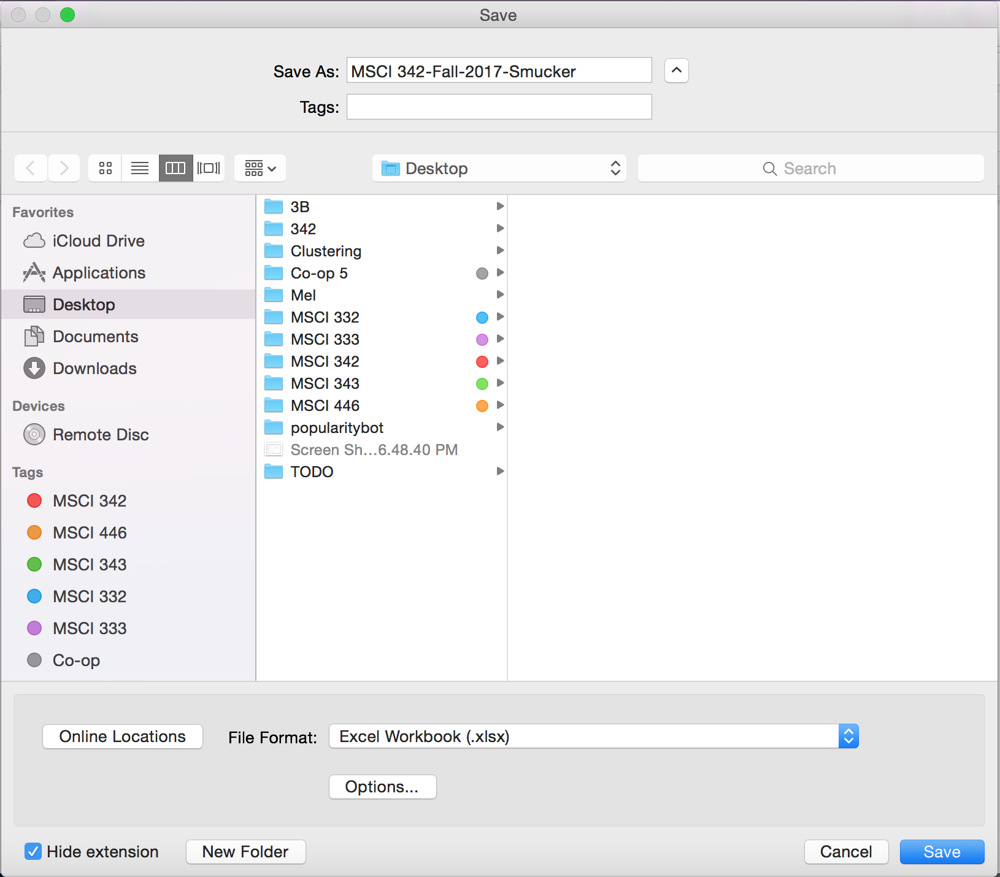 Save
Save As: MSCI 342-Fall-2017-Smucker
Tags:
Desktop
Search
Favorites
iCloud Drive
Applications
Desktop
Documents
Downloads
Devices
Remote Disc
Tags
MSCI 342
MSCI 446
MSCI 343
MSCI 332
MSCI 333
Co-op
3B
342
Clustering
Co-op 5
Mel
MSCI 332
MSCI 333
MSCI 342
MSCI 343
MSCI 446
popularitybot
Screen Sh...6.48.40 PM
TODO
Online Locations
File Format: Excel Workbook (.xlsx)
Options...
Hide extension
New Folder
Cancel
Save